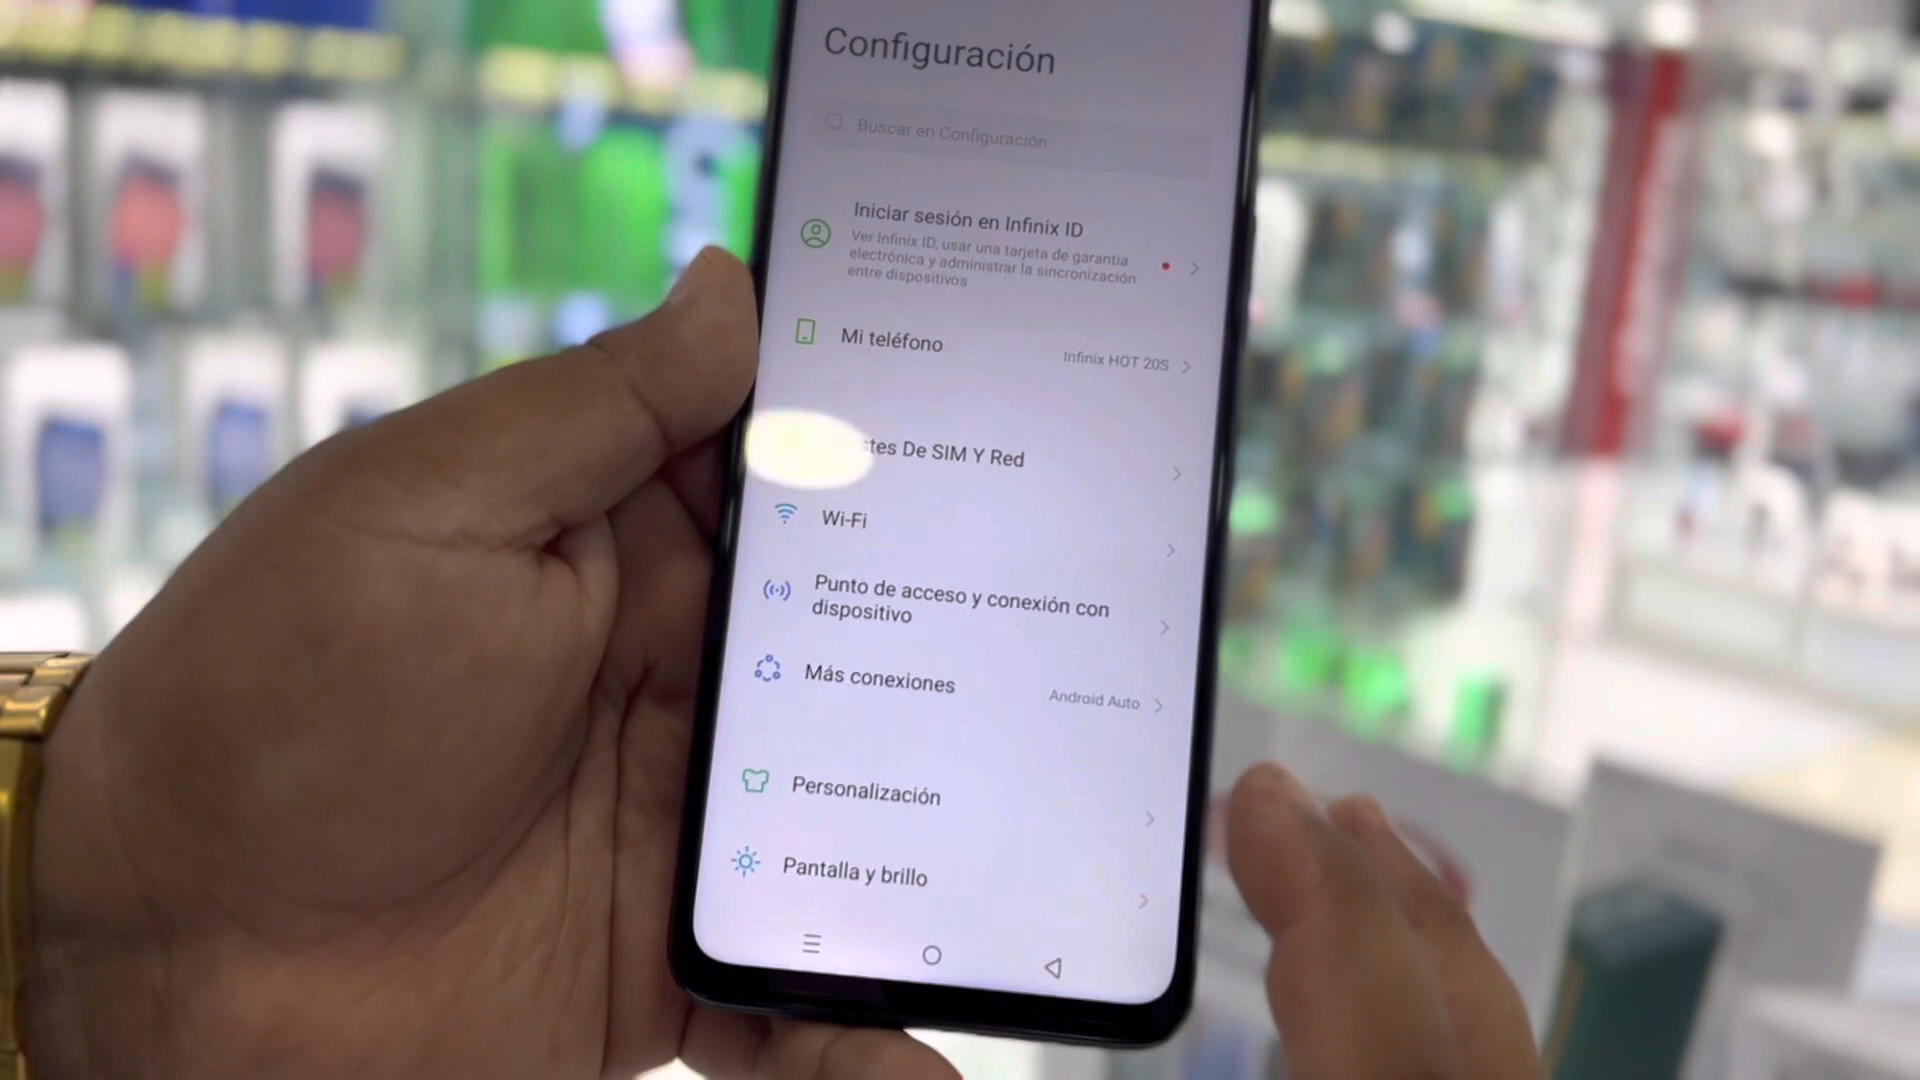 Configuración
Buscar en Configuración
Iniciar sesión en Infinix ID
Ver Infinix ID, usar una tarjeta de garantía
electrónica y administrar la sincronización
entre dispositivos
Mi teléfono
Infinix HOT 20S
De SIM Y Red
Wi-Fi
Punto de acceso y conexión con
dispositivo
Más conexiones
Android Auto
Personalización
Pantalla y brillo